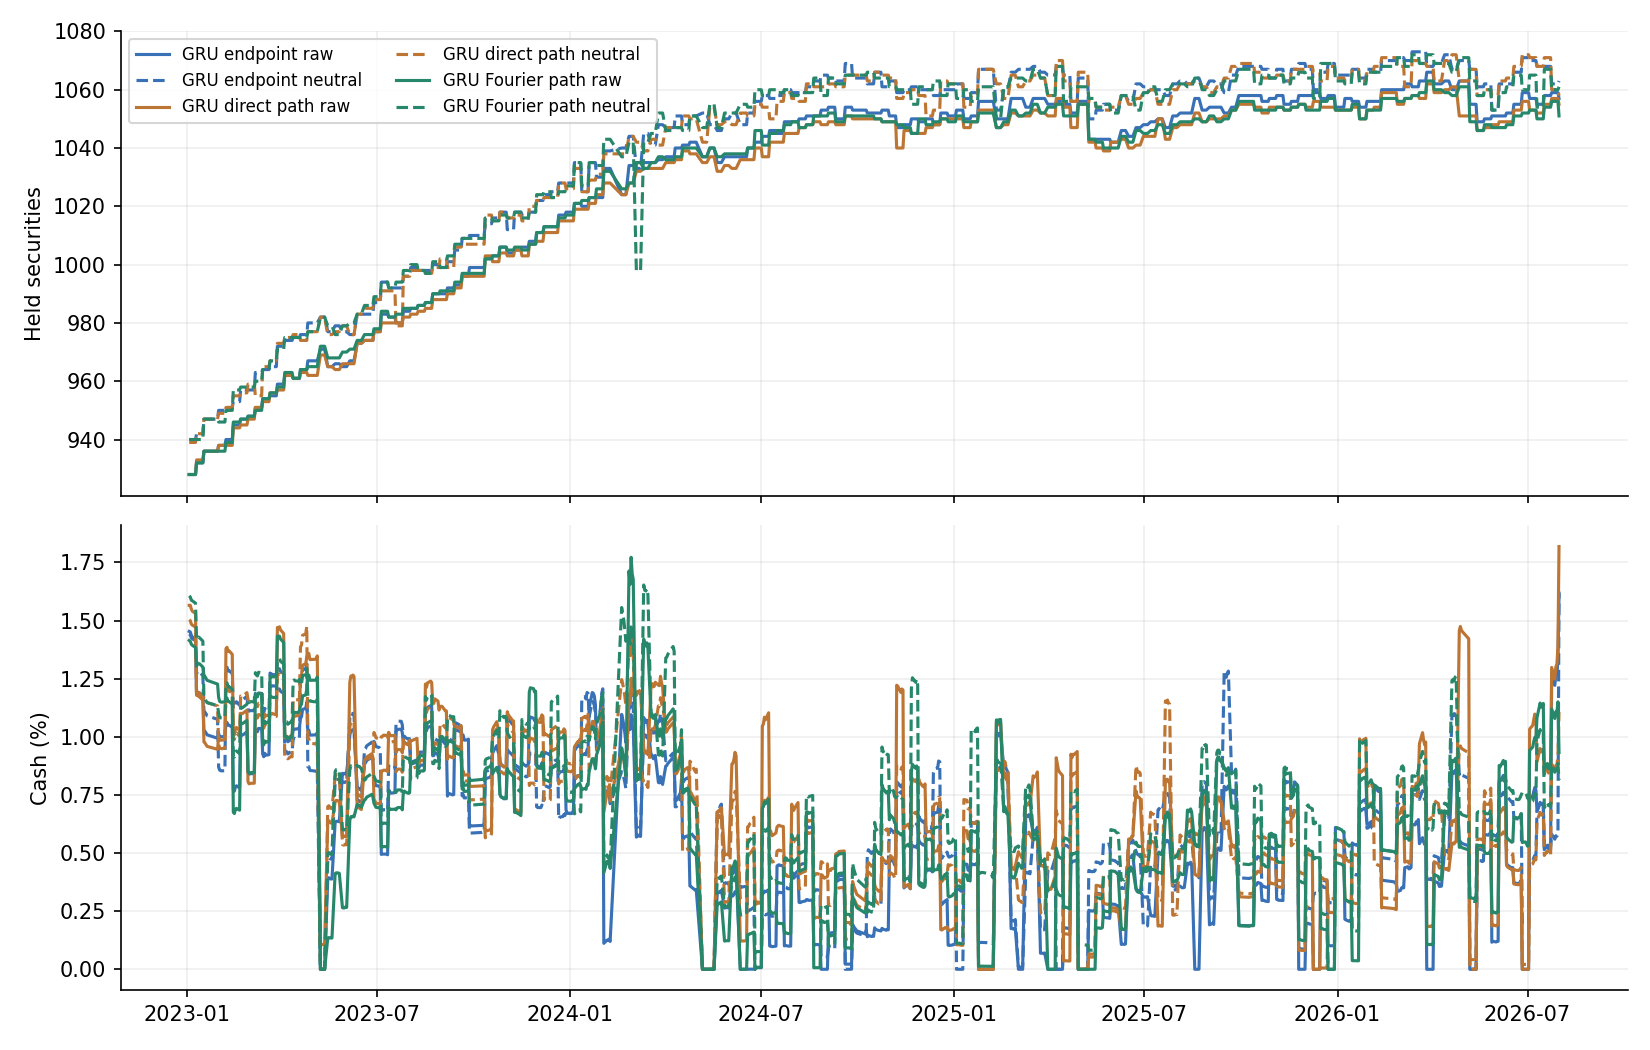 1080
1060
1040
1020
1000
980
960
940
Held securities
GRU endpoint raw
GRU endpoint neutral
GRU direct path raw
GRU direct path neutral
GRU Fourier path raw
GRU Fourier path neutral
1.75
1.50
1.25
1.00
0.75
0.50
0.25
0.00
Cash (%)
2023-01 2023-07 2024-01 2024-07 2025-01 2025-07 2026-01 2026-07